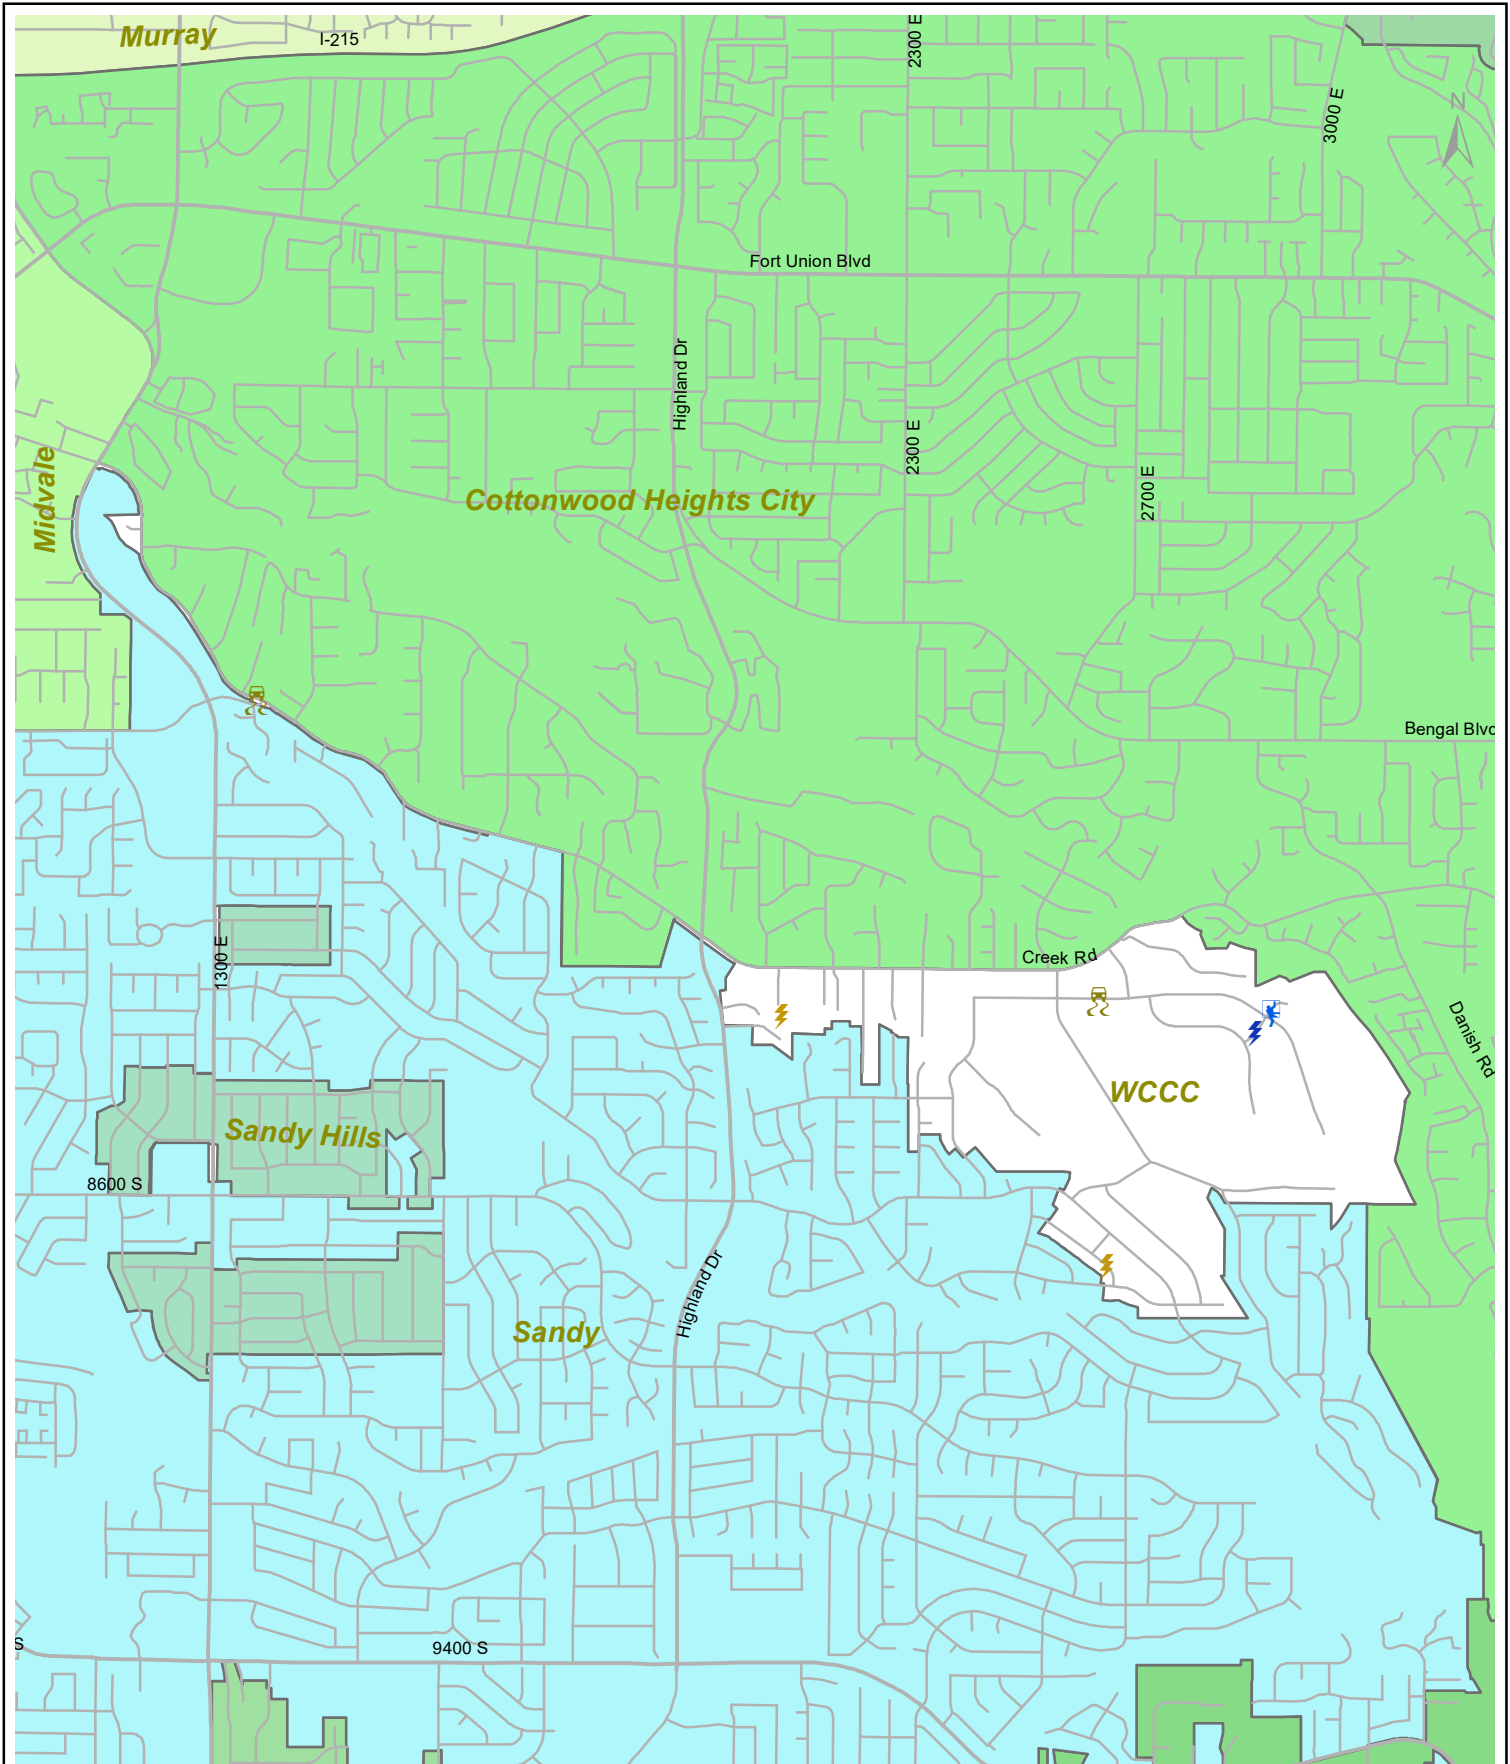 Murray
I-215
2300 E
3000 E
N
Fort Union Blvd
Highland Dr
2300 E
Midvale
Cottonwood Heights City
2700 E
Bengal Blvd
1300 E
Creek Rd
Danish Rd
WCCC
Sandy Hills
8600 S
Highland Dr
Sandy
S
9400 S